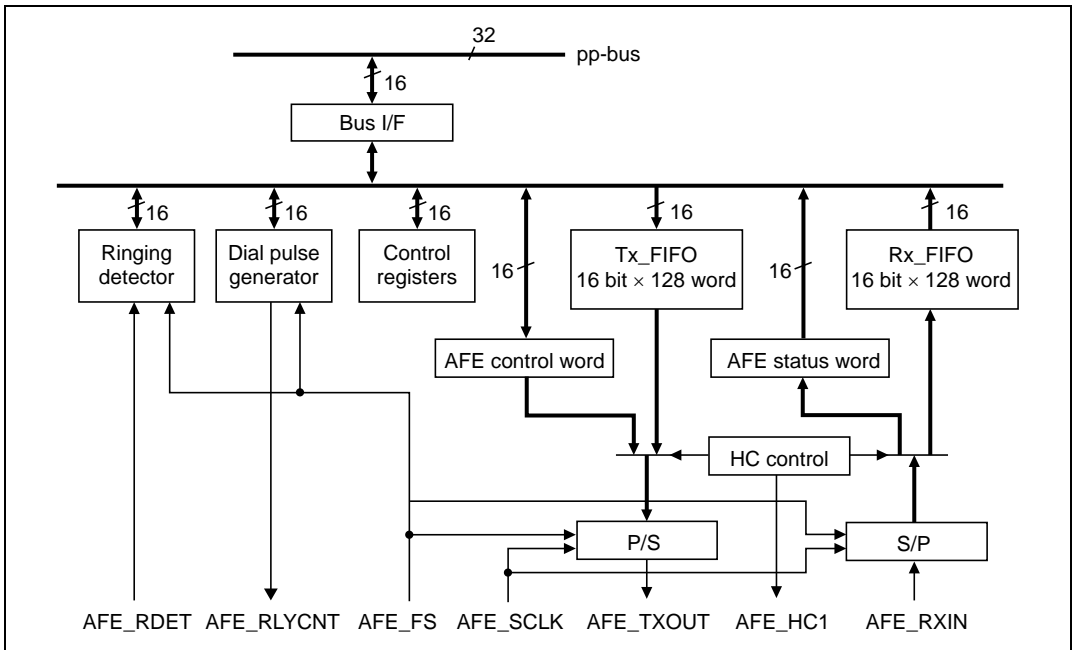 32
pp-bus
16
Bus I/F
16
16
16
16
16
Ringing
detector
Dial pulse
generator
Control
registers
16
Tx_FIFO
16 bit × 128 word
16
Rx_FIFO
16 bit × 128 word
AFE control word
AFE status word
HC control
P/S
S/P
AFE_RDET
AFE_RLYCNT
AFE_FS
AFE_SCLK
AFE_TXOUT
AFE_HC1
AFE_RXIN